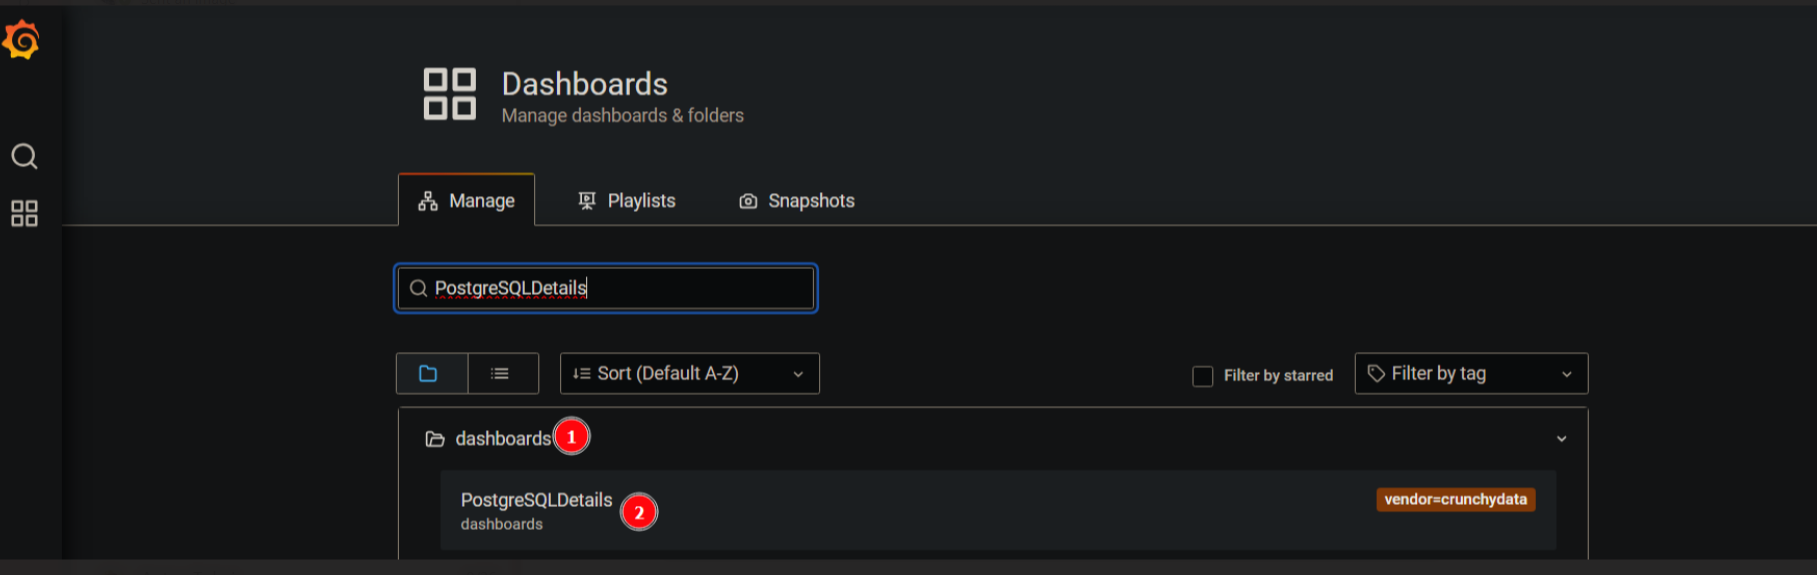 Dashboards
Manage dashboards & folders
Manage
Playlists
Snapshots
PostgreSQLDetails
Sort (Default A-Z)
Filter by starred
Filter by tag
dashboards
1
PostgreSQLDetails
2
vendor=crunchydata
dashboards